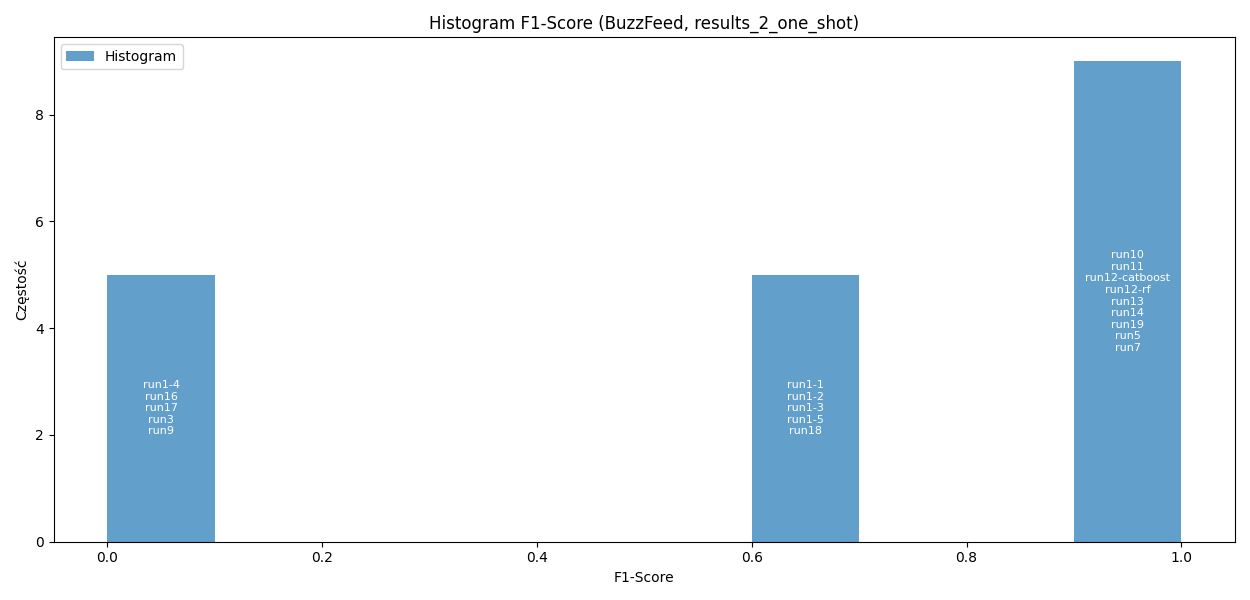 Histogram F1-Score (BuzzFeed, results_2_one_shot)
Histogram
Częstość
8
6
4
2
0
run1-4
run16
run17
run3
run9
run1-1
run1-2
run1-3
run1-5
run18
run10
run11
run12-catboost
run12-rf
run13
run14
run19
run5
run7
0.0 0.2 0.4 0.6 0.8 1.0
F1-Score